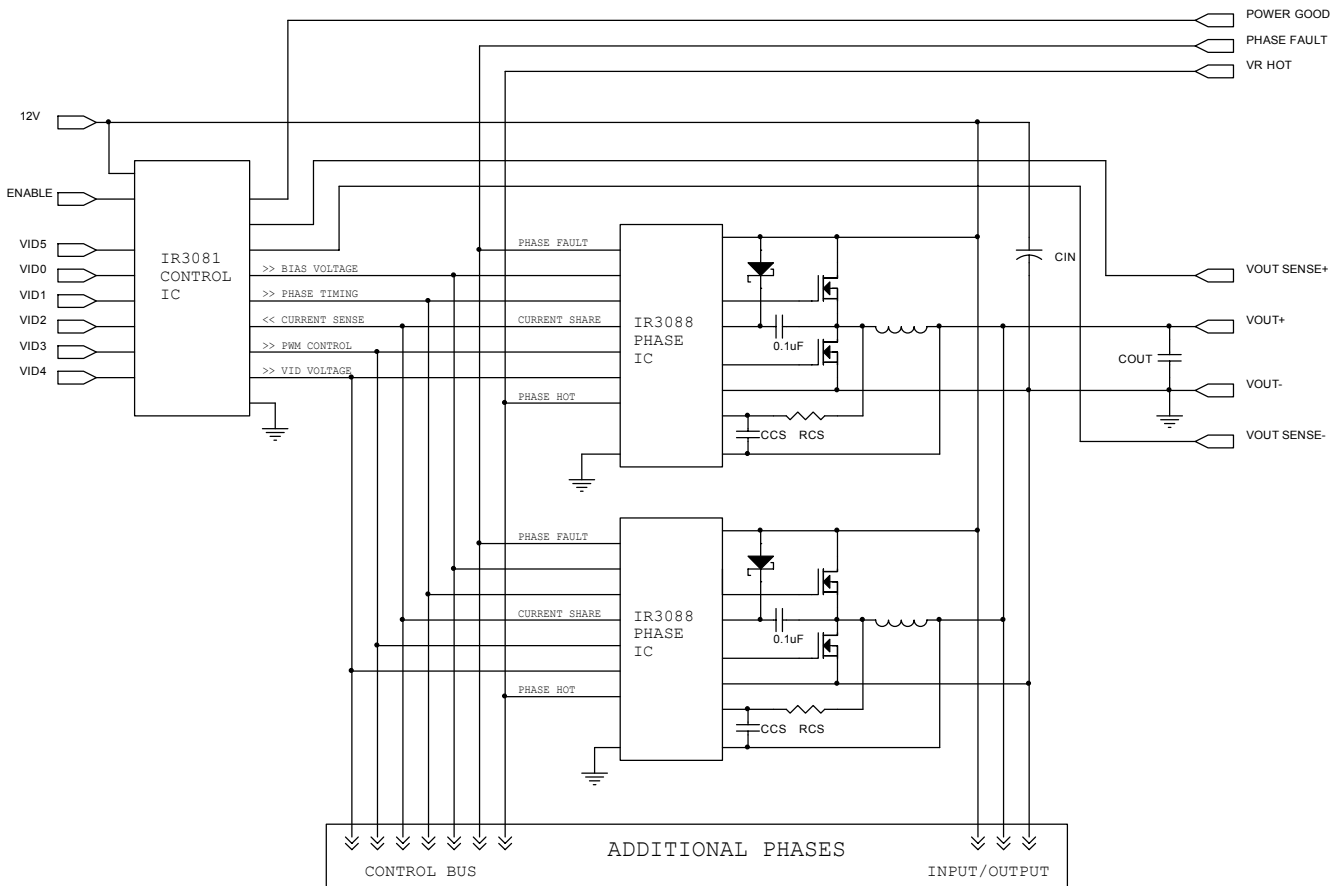 POWER GOOD
PHASE FAULT
VR HOT
12V
ENABLE
VID5
VID0
VID1
VID2
VID3
VID4
IR3081
CONTROL
IC
>> BIAS VOLTAGE
>> PHASE TIMING
<< CURRENT SENSE
>> PWM CONTROL
>> VID VOLTAGE
PHASE FAULT
CURRENT SHARE
PHASE HOT
IR3088
PHASE
IC
0.1uF
CCS RCS
CIN
COUT
VOUT SENSE+
VOUT+
VOUT-
VOUT SENSE-
PHASE FAULT
CURRENT SHARE
PHASE HOT
IR3088
PHASE
IC
0.1uF
CCS RCS
ADDITIONAL PHASES
CONTROL BUS
INPUT/OUTPUT